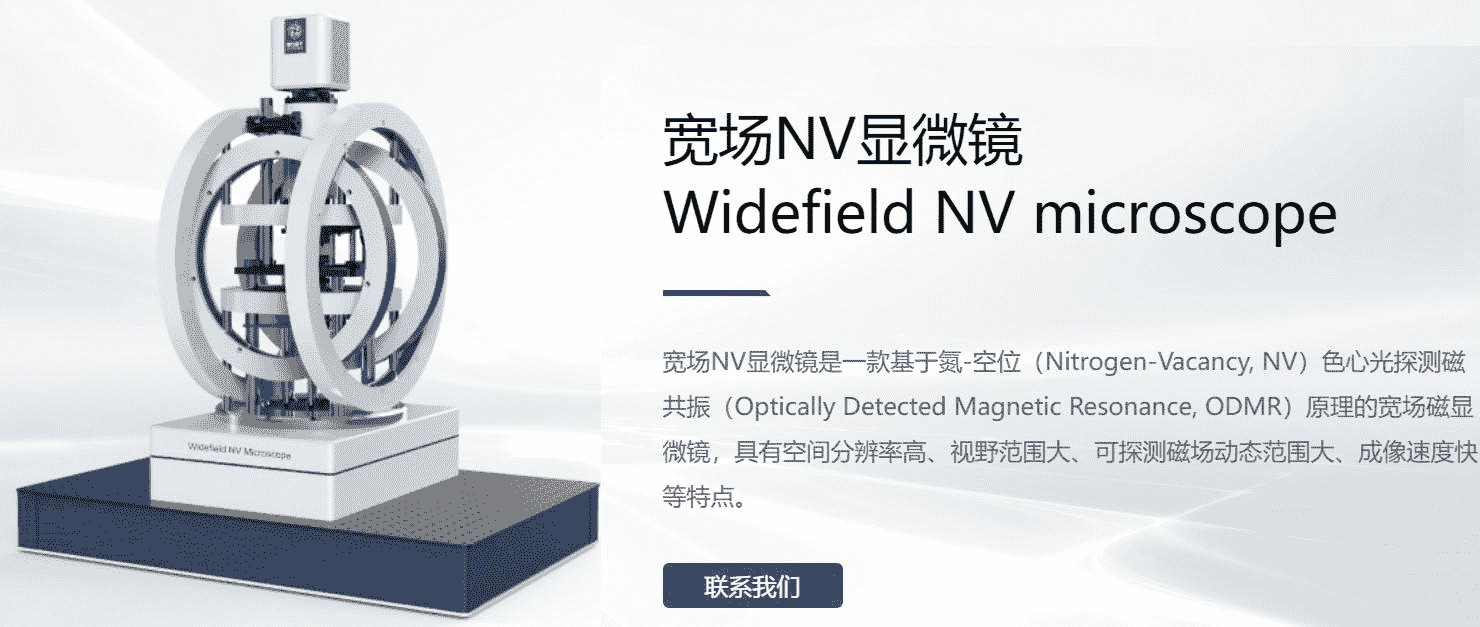 宽场NV显微镜
Widefield NV microscope
宽场NV显微镜是一款基于氮-空位（Nitrogen-Vacancy, NV）色心光探测磁
共振（Optically Detected Magnetic Resonance, ODMR）原理的宽场磁显
微镜，具有空间分辨率高、视野范围大、可探测磁场动态范围大、成像速度快
等特点。
联系我们
Widefield NV Microscope